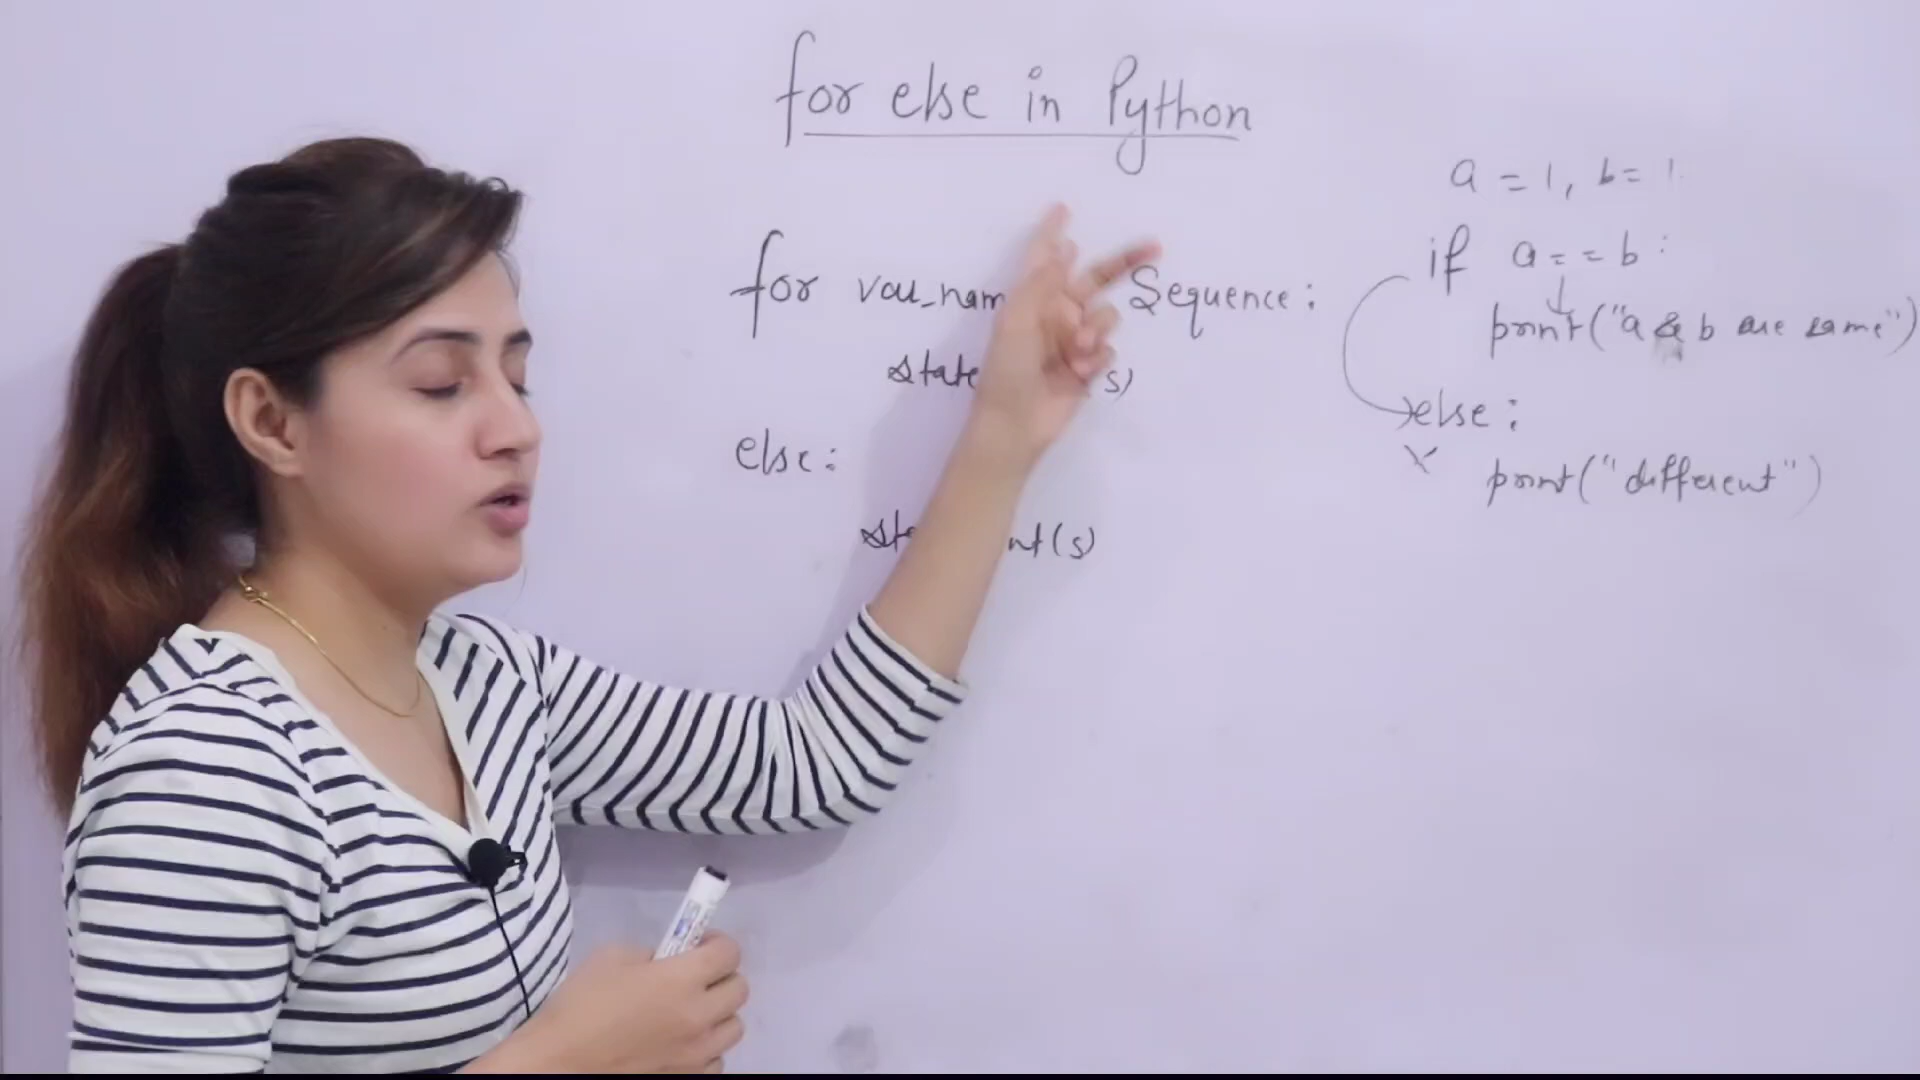 for else in Python
for Sequence:
else:
a = 1, b = 1
if a == b :
print("a & b are same")
else:
print("different")